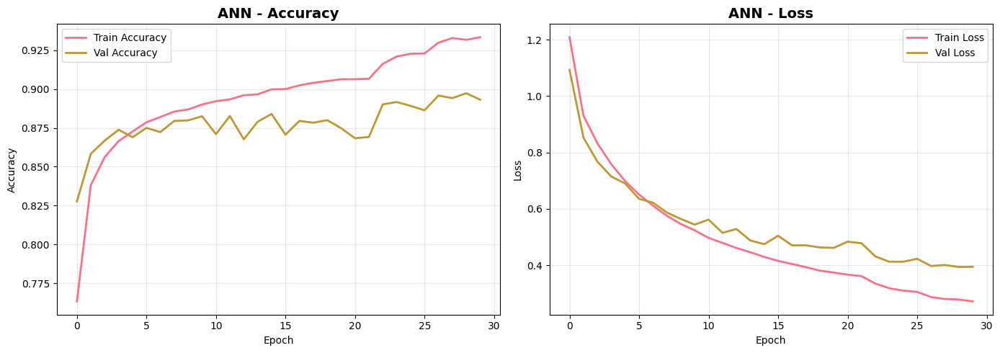 ANN - Accuracy
Train Accuracy
Val Accuracy
0.925
0.900
0.875
0.850
0.825
0.800
0.775
Accuracy
0 5 10 15 20 25 30
Epoch
ANN - Loss
Train Loss
Val Loss
1.2
1.0
0.8
0.6
0.4
Loss
0 5 10 15 20 25 30
Epoch